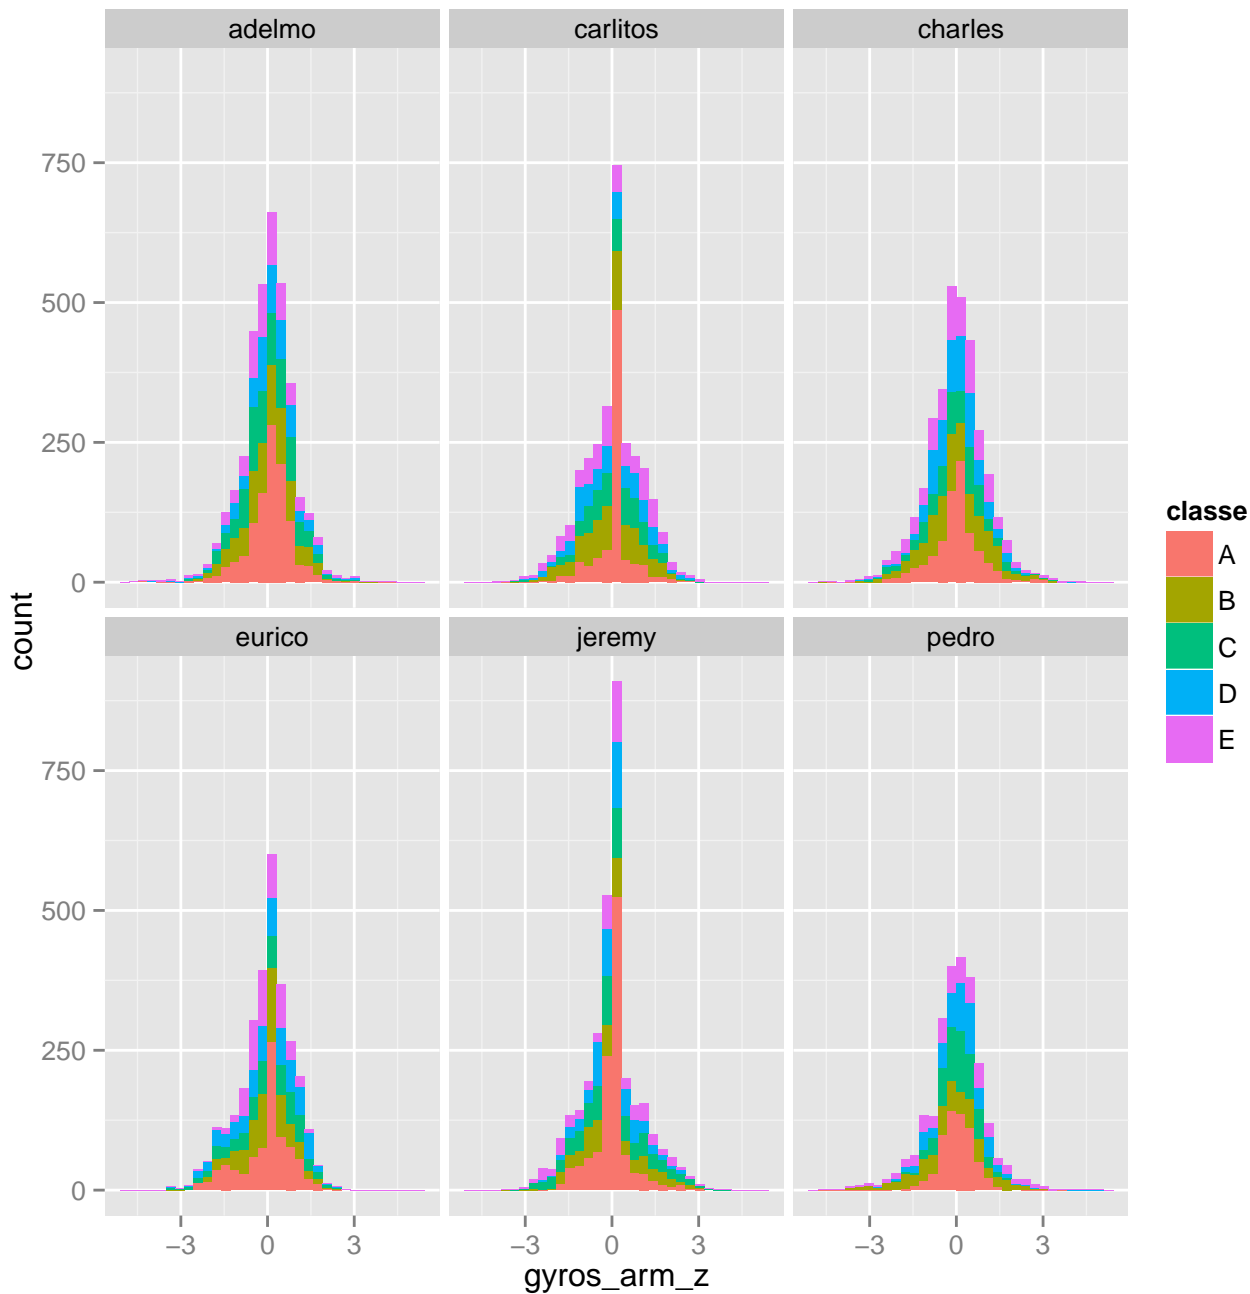 adelmo
carlitos
charles
750
500
250
0
eurico
jeremy
pedro
750
500
250
0
−3
0
3
−3
0
3
−3
0
3
gyros_arm_z
count
classe
A
B
C
D
E